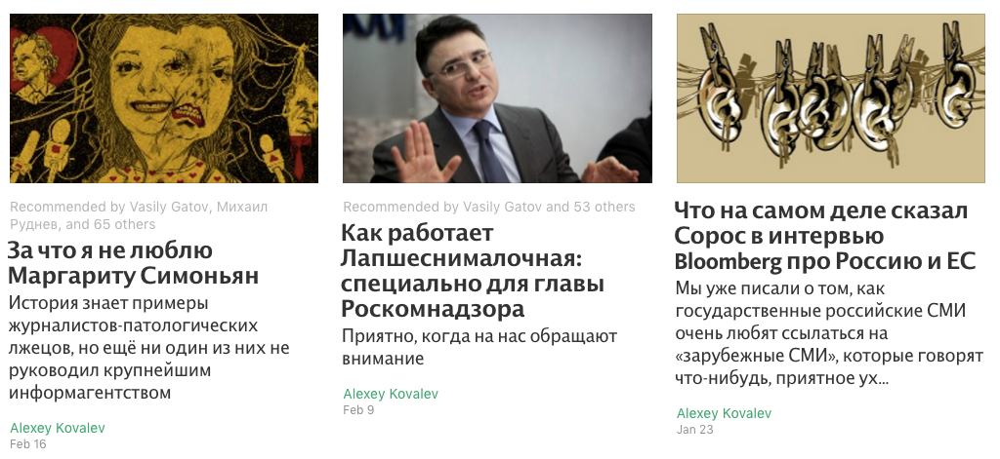 Recommended by Vasily Gatov, Михаил
Руднев, and 65 others
За что я не люблю
Маргариту Симоньян
История знает примеры
журналистов-патологических
лжецов, но ещё ни один из них не
руководил крупнейшим
информагентством
Alexey Kovalev
Feb 16
Recommended by Vasily Gatov and 53 others
Как работает
Лапшеснималочная:
специально для главы
Роскомнадзора
Приятно, когда на нас обращают
внимание
Alexey Kovalev
Feb 9
Что на самом деле сказал
Сорос в интервью
Bloomberg про Россию и ЕС
Мы уже писали о том, как
государственные российские СМИ
очень любят ссылаться на
«зарубежные СМИ», которые говорят
что-нибудь, приятное ух...
Alexey Kovalev
Jan 23